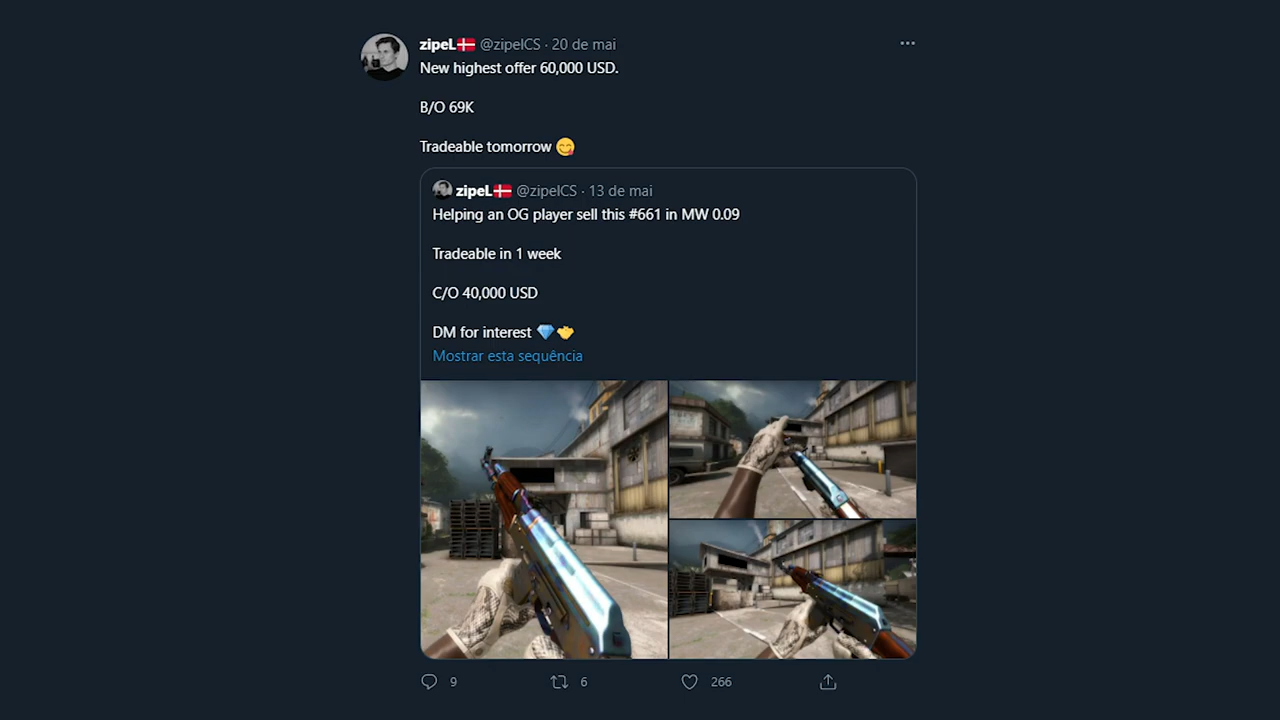 zipeL🇩🇰 @zipelCS · 20 de mai
New highest offer 60,000 USD.
B/O 69K
Tradeable tomorrow 😋
zipeL🇩🇰 @zipelCS · 13 de mai
Helping an OG player sell this #661 in MW 0.09
Tradeable in 1 week
C/O 40,000 USD
DM for interest 💎🤝
Mostrar esta sequência
9 6 266